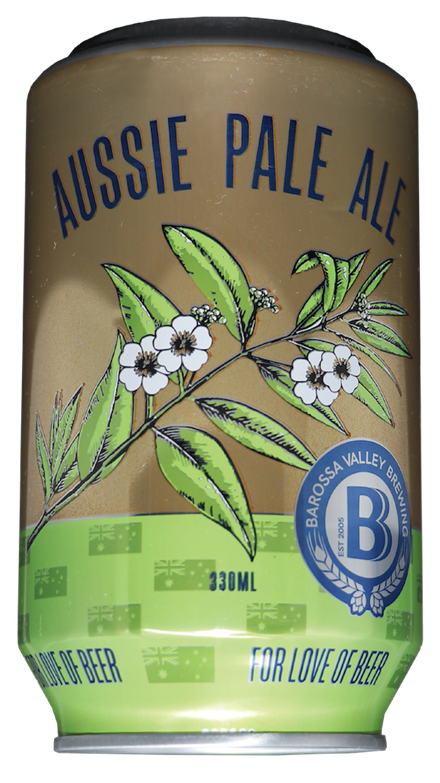 AUSSIE PALE ALE
BAROSSA VALLEY BREWING
EST 2005
B
330ML
LOVE OF BEER
FOR LOVE OF BEER